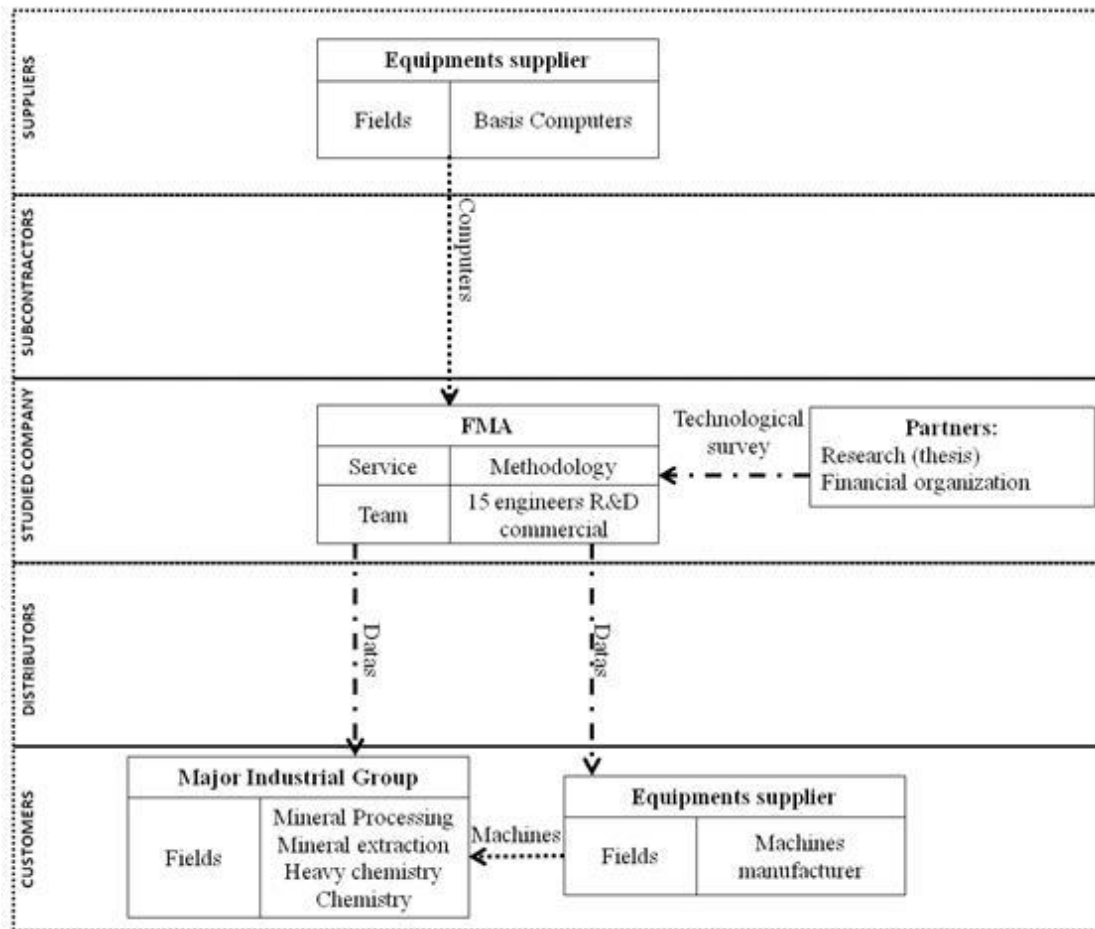 SUPPLIERS
Equipments supplier
Fields
Basis Computers
Computers
SUBCONTRACTORS
STUDIED COMPANY
FMA
Service
Methodology
Team
15 engineers R&D
commercial
Technological
survey
Partners:
Research (thesis)
Financial organization
DISTRIBUTORS
Datas
Datas
CUSTOMERS
Major Industrial Group
Fields
Mineral Processing
Mineral extraction
Heavy chemistry
Chemistry
Machines
Equipments supplier
Fields
Machines
manufacturer